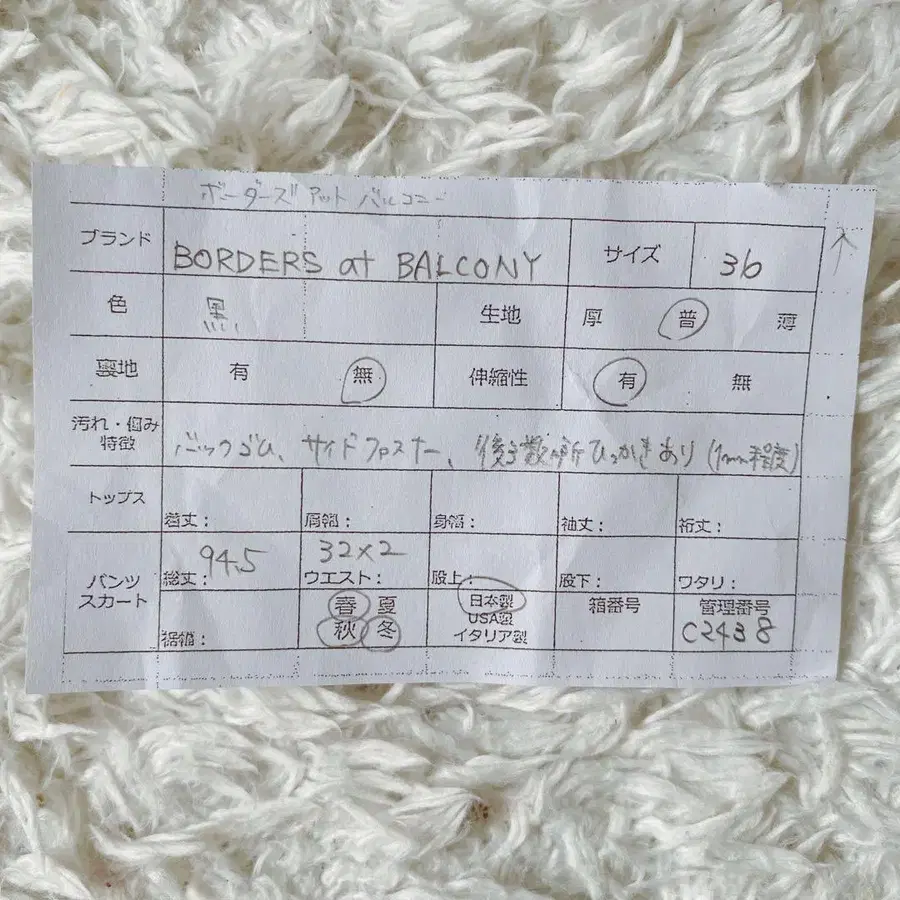 ボーダーズ アット バルコニー
ブランド BORDERS at BALCONY サイズ 36
色 黒 生地 厚 普 薄
裏地 有 無 伸縮性 有 無
汚れ・傷み
特徴 バックゴム、サイドファスナー、後ろ数ヶ所ひっかきあり(1mm程度)
トップス 着丈: 肩幅: 身幅: 袖丈: 裄丈:
94.5 32×2
パンツ
スカート 総丈: ウエスト: 股上: 股下: ワタリ:
裾幅: 春 夏 日本製 箱番号 管理番号
秋 冬 USA製 C2438
イタリア製